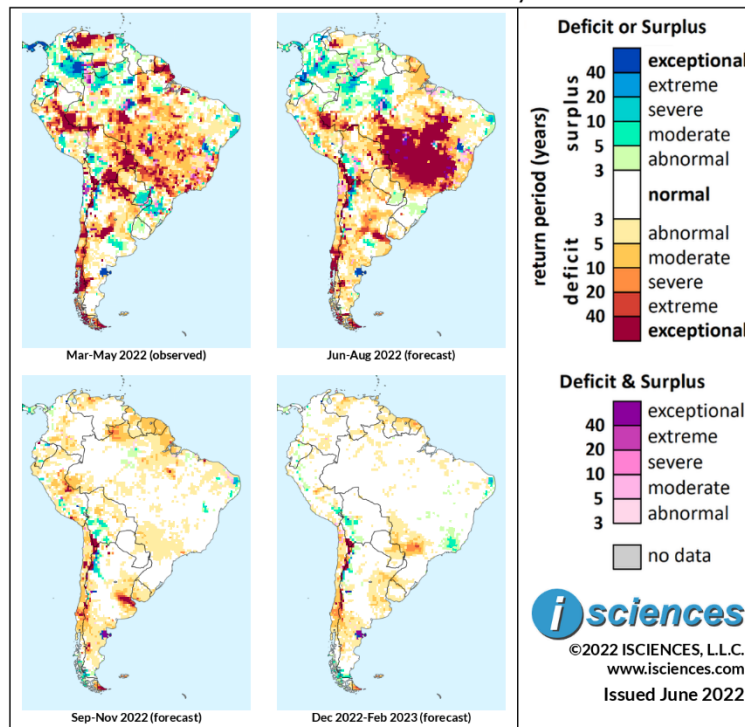 Mar-May 2022 (observed)
Jun-Aug 2022 (forecast)
Sep-Nov 2022 (forecast)
Dec 2022-Feb 2023 (forecast)
Deficit or Surplus
return period (years)
surplus
deficit
40
20
10
5
3
3
5
10
20
40
exceptional
extreme
severe
moderate
abnormal
normal
abnormal
moderate
severe
extreme
exceptional
Deficit & Surplus
40
20
10
5
3
exceptional
extreme
severe
moderate
abnormal
no data
i sciences
©2022 ISCIENCES, L.L.C.
www.isciences.com
Issued June 2022